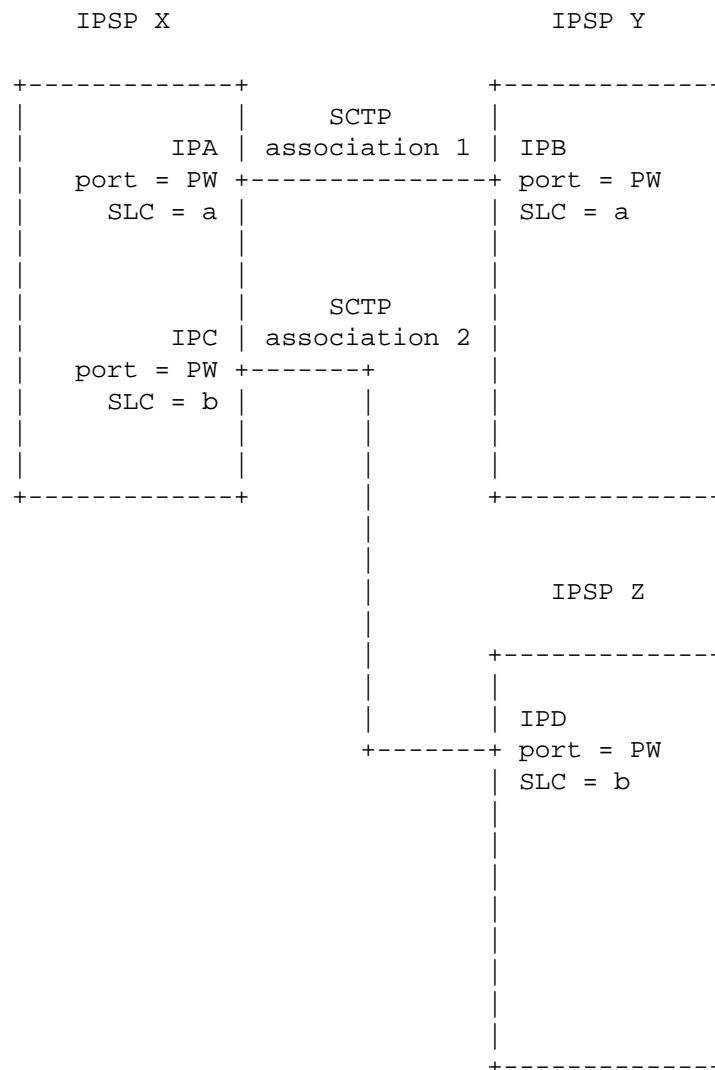 IPSP X IPSP Y
SCTP
IPA association 1 IPB
port = PW port = PW
SLC = a SLC = a
SCTP
IPC association 2
port = PW
SLC = b
IPSP Z
IPD
port = PW
SLC = b